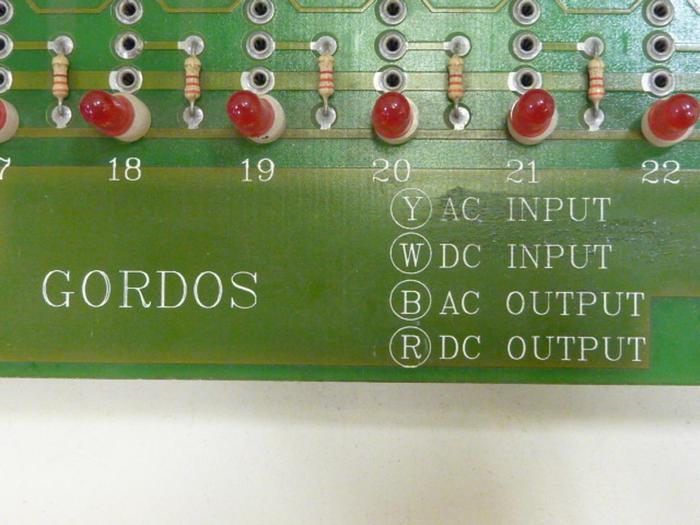 7 18 19 20 21 22
Y AC INPUT
W DC INPUT
GORDOS
B AC OUTPUT
R DC OUTPUT